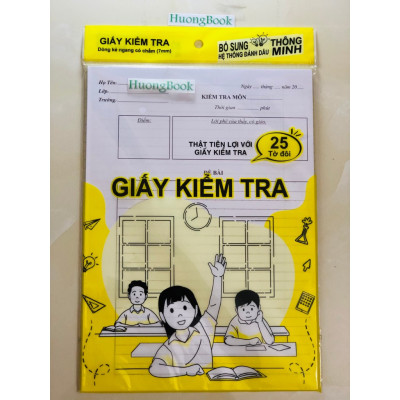 HuongBook
GIẤY KIỂM TRA
Dòng kẻ ngang có chấm (7mm)
BỔ SUNG THÔNG
HỆ THỐNG ĐÁNH DẤU MINH
Họ Tên
HuongBook
Ngày .... tháng .... năm 20....
Lớp
KIỂM TRA MÔN
Trường
Thời gian ........ phút
Điểm:
Lời phê của thầy, cô giáo:
THẬT TIỆN LỢI VỚI
GIẤY KIỂM TRA
25
Tờ đôi
ĐỀ BÀI
GIẤY KIỂM TRA
HuongBook